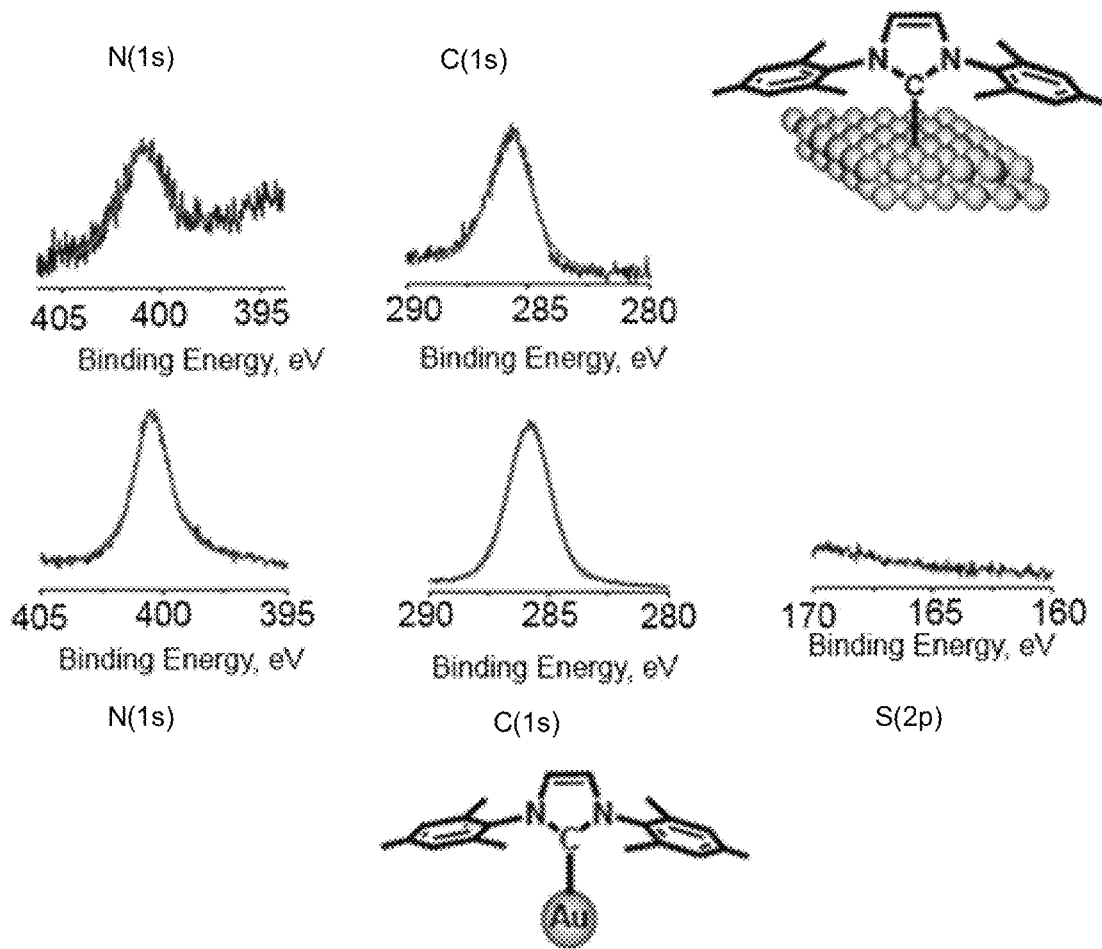 N(1s) C(1s)
N N
C
405 400 395 290 285 280
Binding Energy, eV Binding Energy, eV
405 400 395 290 285 280 170 165 160
Binding Energy, eV Binding Energy, eV Binding Energy, eV
N(1s) C(1s) S(2p)
N N
C
Au